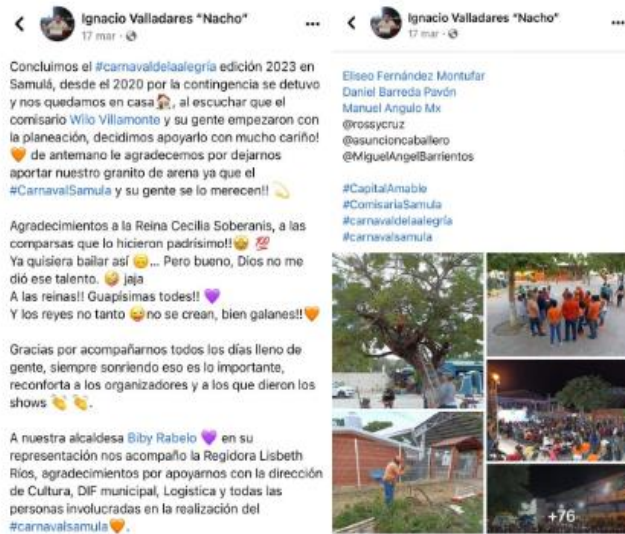 Ignacio Valladares "Nacho"
17 mar ·
Concluimos el #carnavaldelaalegría edición 2023 en
Samulá, desde el 2020 por la contingencia se detuvo
y nos quedamos en casa🏠, al escuchar que el
comisario Wilo Villamonte y su gente empezaron con
la planeación, decidimos apoyarlo con mucho cariño!
🧡 de antemano le agradecemos por dejarnos
aportar nuestro granito de arena ya que el
#CarnavalSamula y su gente se lo merecen!! 💫
Agradecimientos a la Reina Cecilia Soberanis, a las
comparsas que lo hicieron padrísimo!!🤩 💯
Ya quisiera bailar así 😔... Pero bueno, Dios no me
dió ese talento. 🤪 jaja
A las reinas!! Guapísimas todes!! 💜
Y los reyes no tanto 😜no se crean, bien galanes!!🧡
Gracias por acompañarnos todos los días lleno de
gente, siempre sonriendo eso es lo importante,
reconforta a los organizadores y a los que dieron los
shows 👏 👏.
A nuestra alcaldesa Biby Rabelo 💜 en su
representación nos acompaño la Regidora Lisbeth
Ríos, agradecimientos por apoyarnos con la dirección
de Cultura, DIF municipal, Logistica y todas las
personas involucradas en la realización del
#carnavalsamula🧡.
Ignacio Valladares "Nacho"
17 mar ·
Eliseo Fernández Montufar
Daniel Barreda Pavón
Manuel Angulo Mx
@rossycruz
@asuncioncaballero
@MiguelAngelBarrientos
#CapitalAmable
#ComisariaSamula
#carnavaldelaalegría
#carnavalsamula
+76